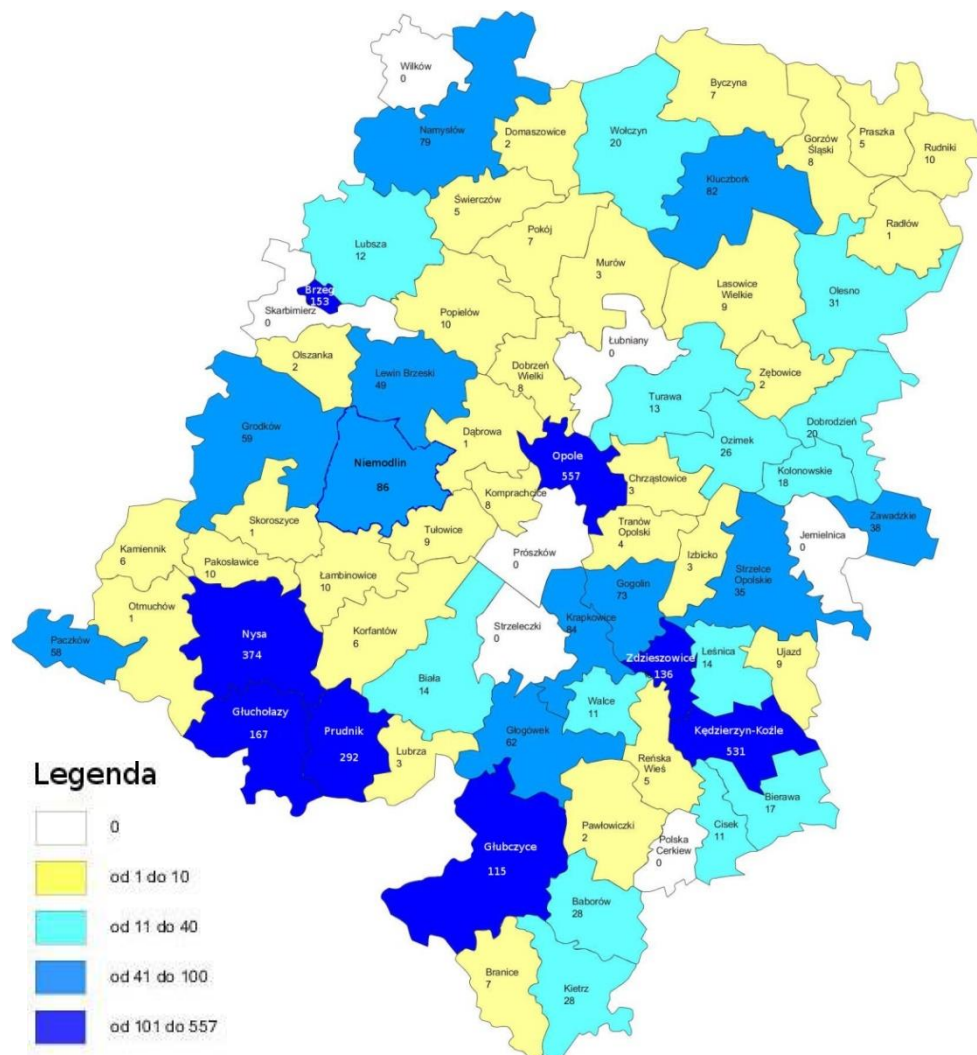 Wilków
0
Namysłów
79
Domaszowice
2
Wołczyn
20
Byczyna
7
Gorzów
Śląski
8
Praszka
5
Rudniki
10
Kluczbork
82
Radłów
1
Świerczów
5
Pokój
7
Lubsza
12
Murów
3
Lasowice
Wielkie
9
Olesno
31
Brzeg
153
Skarbimierz
0
Popielów
10
Łubniany
0
Olszanka
2
Lewin Brzeski
49
Dobrzeń
Wielki
8
Zębowice
2
Turawa
13
Dobrodzień
20
Grodków
59
Dąbrowa
1
Ozimek
26
Niemodlin
86
Opole
557
Kolonowskie
18
Chrząstowice
3
Komprachcice
8
Zawadzkie
38
Skoroszyce
1
Tułowice
9
Tranów
Opolski
4
Jemielnica
0
Kamiennik
6
Pakosławice
10
Prószków
0
Izbicko
3
Strzelce
Opolskie
35
Łambinowice
10
Gogolin
73
Otmuchów
1
Krapkowice
84
Strzeleczki
0
Nysa
374
Korfantów
6
Paczków
58
Zdzieszowice
136
Leśnica
14
Ujazd
9
Biała
14
Walce
11
Głuchołazy
167
Prudnik
292
Głogówek
62
Kędzierzyn-Koźle
531
Lubrza
3
Reńska
Wieś
5
Bierawa
17
Pawłowiczki
2
Polska
Cerkiew
0
Cisek
11
Głubczyce
115
Baborów
28
Branice
7
Kietrz
28
Legenda
0
od 1 do 10
od 11 do 40
od 41 do 100
od 101 do 557